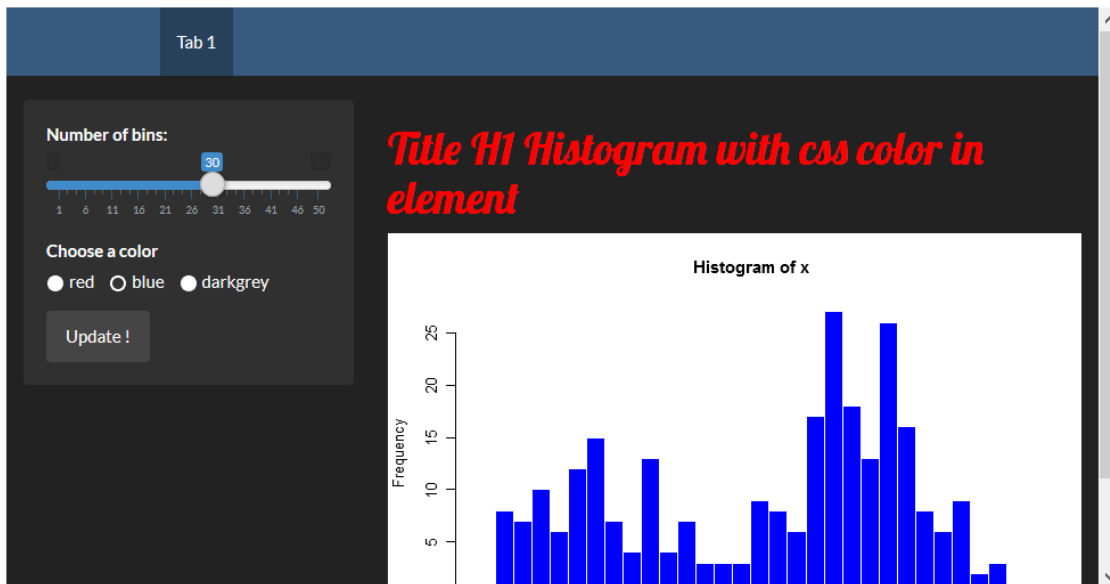 Tab 1
Number of bins:
30
1 6 11 16 21 26 31 36 41 46 50
Choose a color
red blue darkgrey
Update !
Title H1 Histogram with css color in
element
Histogram of x
Frequency
25
20
15
10
5